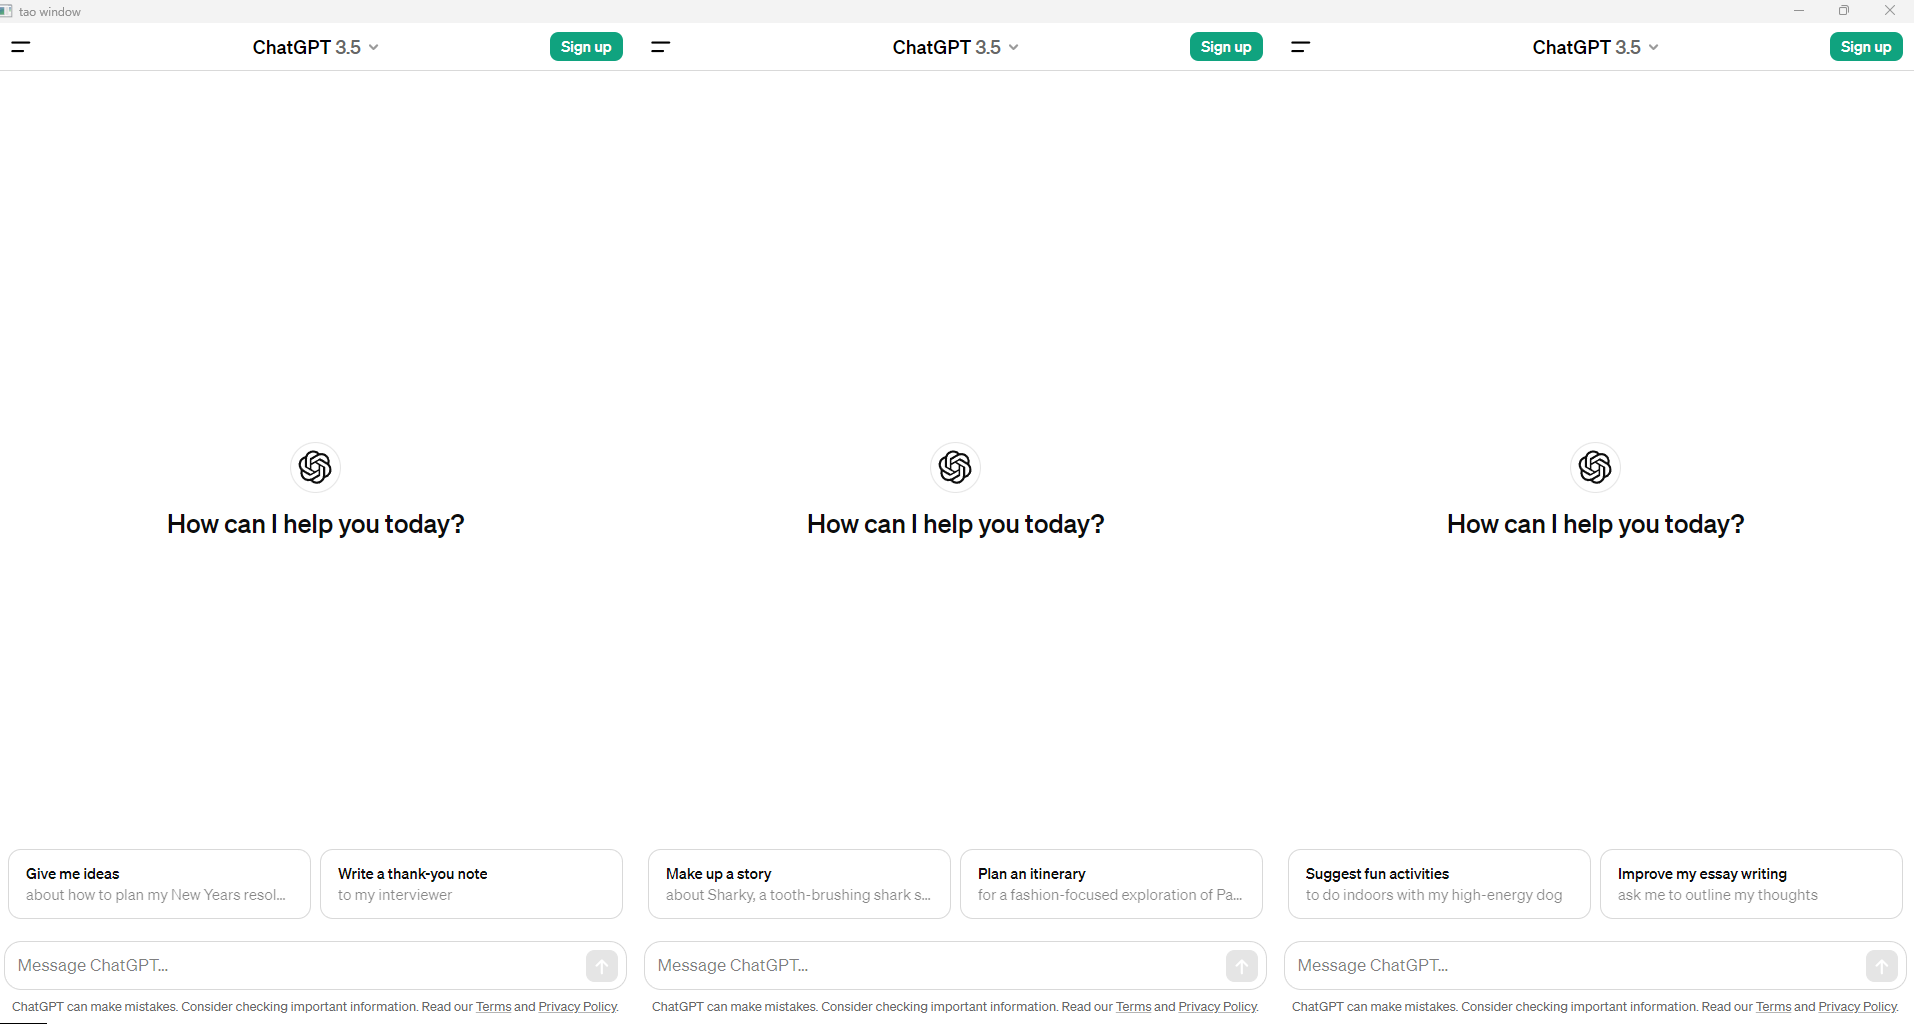 tao window
ChatGPT 3.5
Sign up
How can I help you today?
Give me ideas
about how to plan my New Years resol...
Write a thank-you note
to my interviewer
Message ChatGPT...
ChatGPT can make mistakes. Consider checking important information. Read our Terms and Privacy Policy.
ChatGPT 3.5
Sign up
How can I help you today?
Make up a story
about Sharky, a tooth-brushing shark s...
Plan an itinerary
for a fashion-focused exploration of Pa...
Message ChatGPT...
ChatGPT can make mistakes. Consider checking important information. Read our Terms and Privacy Policy.
ChatGPT 3.5
Sign up
How can I help you today?
Suggest fun activities
to do indoors with my high-energy dog
Improve my essay writing
ask me to outline my thoughts
Message ChatGPT...
ChatGPT can make mistakes. Consider checking important information. Read our Terms and Privacy Policy.